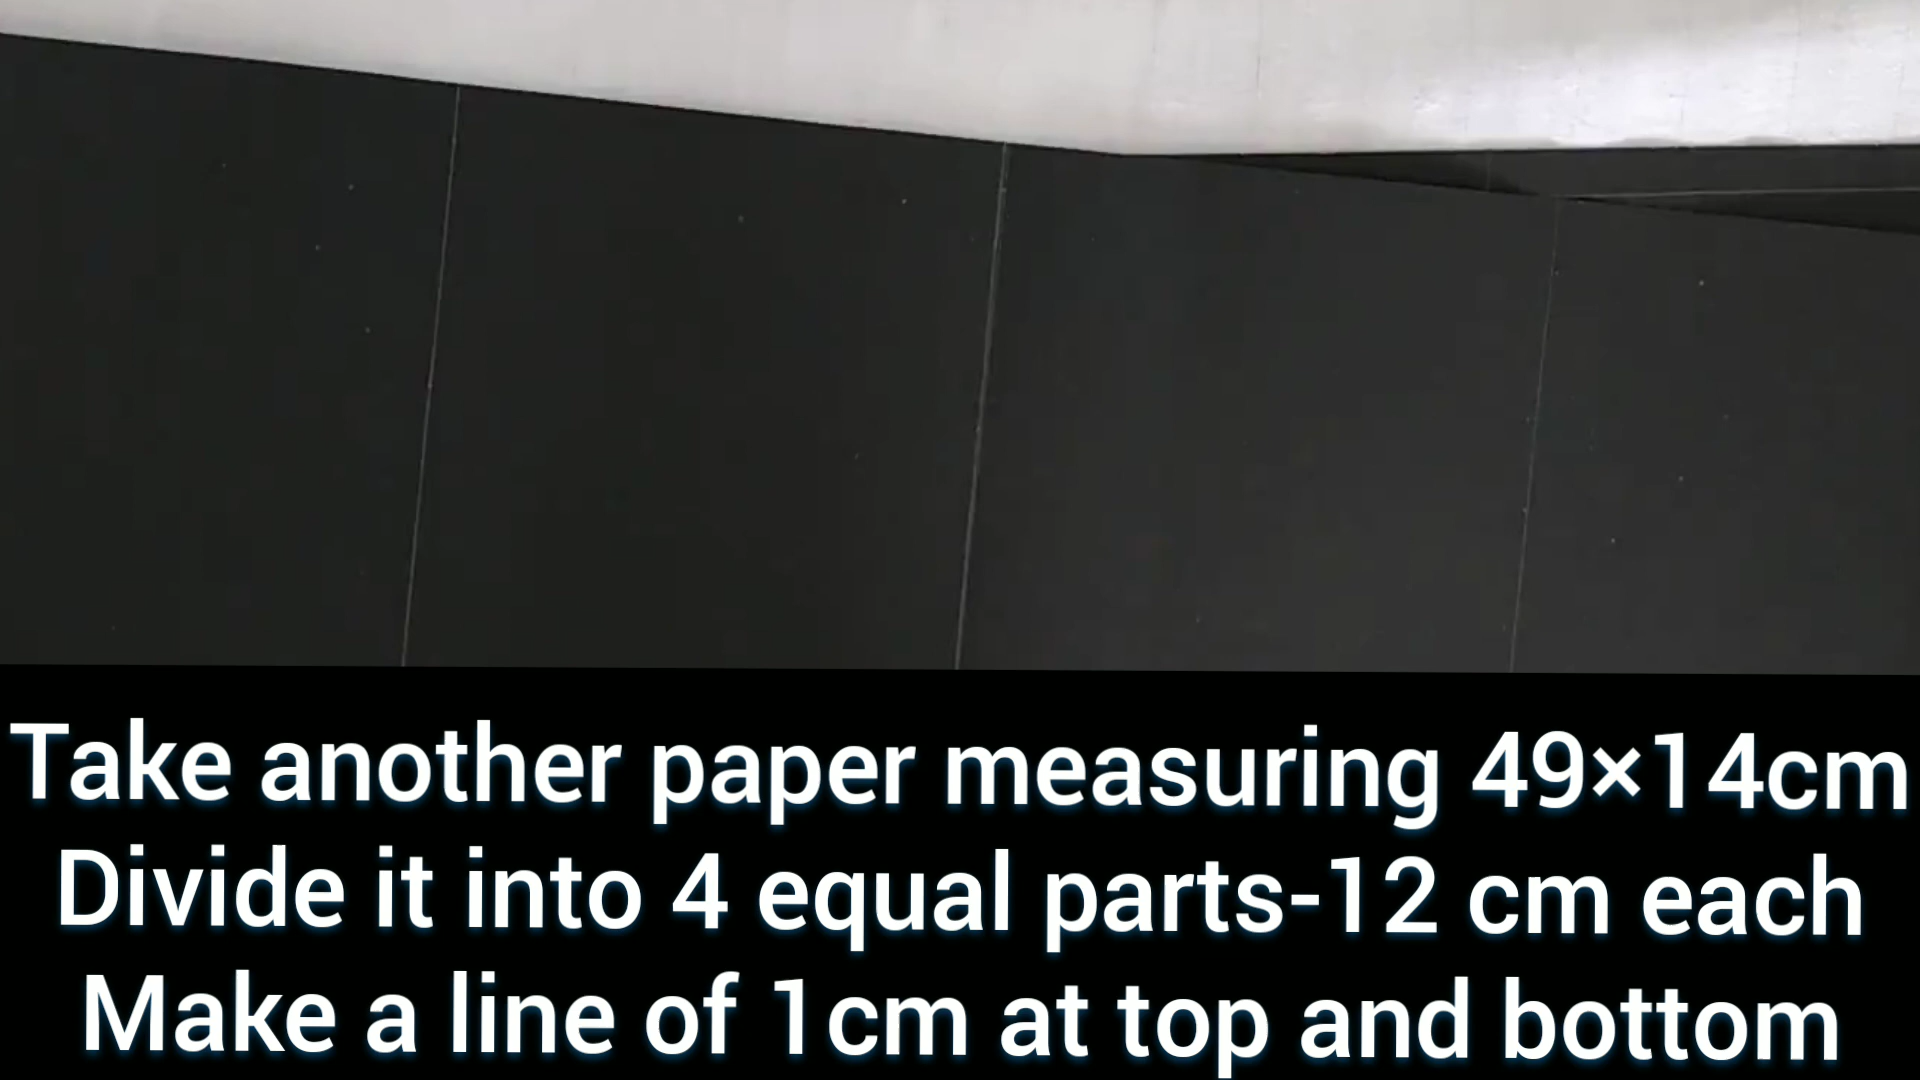 Take another paper measuring 49×14cm
Divide it into 4 equal parts-12 cm each
Make a line of 1cm at top and bottom